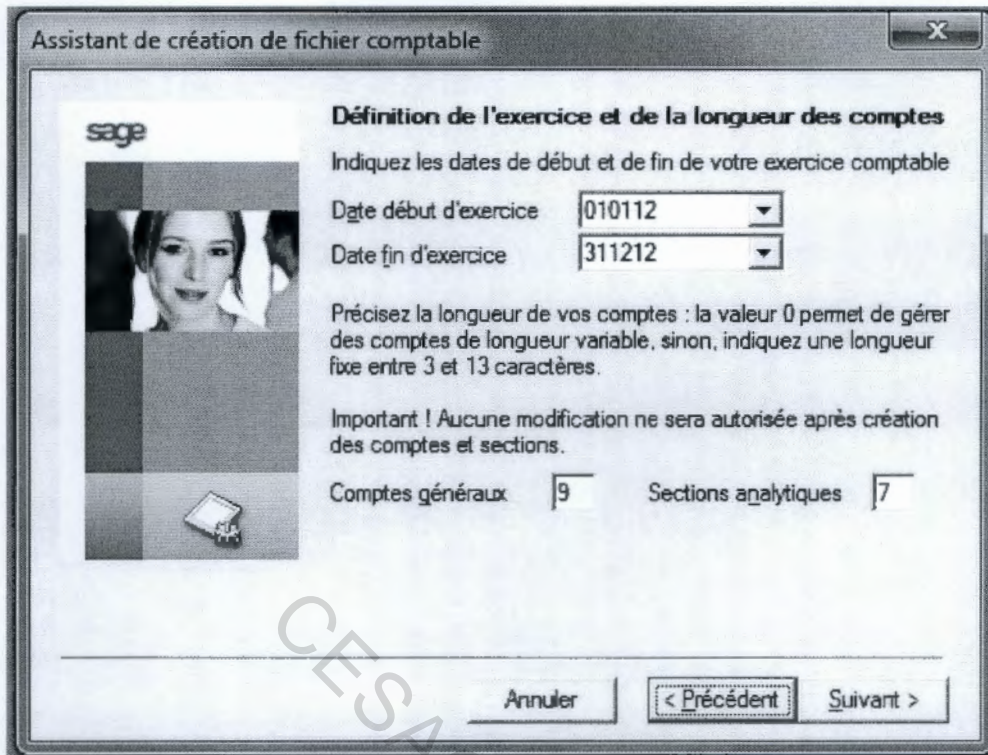 Assistant de création de fichier comptable
x
sage
Définition de l'exercice et de la longueur des comptes
Indiquez les dates de début et de fin de votre exercice comptable
Date début d'exercice 010112
Date fin d'exercice 311212
Précisez la longueur de vos comptes : la valeur 0 permet de gérer
des comptes de longueur variable, sinon, indiquez une longueur
fixe entre 3 et 13 caractères.
Important ! Aucune modification ne sera autorisée après création
des comptes et sections.
Comptes généraux 9 Sections analytiques 7
CESA
Annuler < Précédent Suivant >